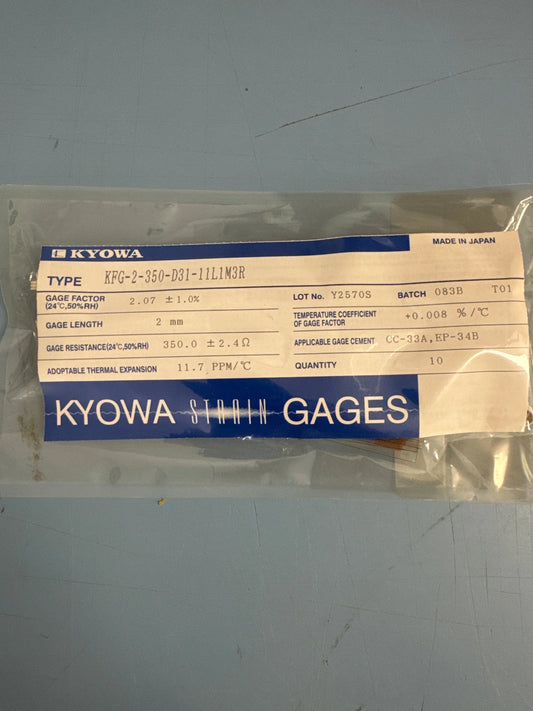 KYOWA
MADE IN JAPAN
TYPE KFG-2-350-D31-11L1M3R
GAGE FACTOR (24°C,50%RH) 2.07 ±1.0%
LOT No. Y2570S BATCH 083B T01
GAGE LENGTH 2 mm
TEMPERATURE COEFFICIENT OF GAGE FACTOR +0.008 %/℃
GAGE RESISTANCE(24°C,50%RH) 350.0 ±2.4Ω
APPLICABLE GAGE CEMENT CC-33A,EP-34B
ADOPTABLE THERMAL EXPANSION 11.7 PPM/℃
QUANTITY 10
KYOWA STRAIN GAGES